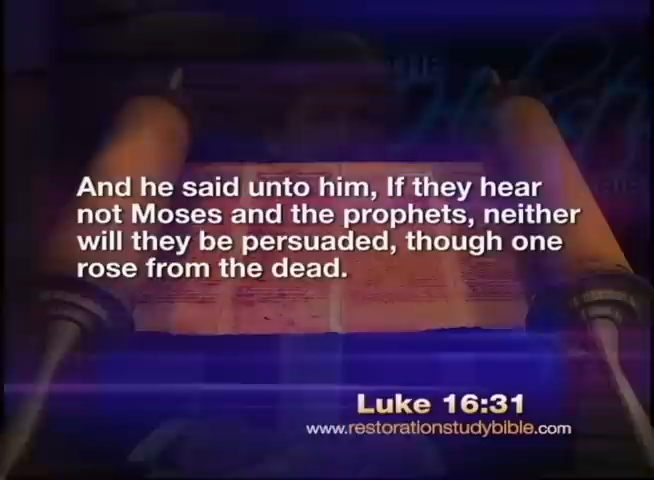 And he said unto him, If they hear
not Moses and the prophets, neither
will they be persuaded, though one
rose from the dead.
Luke 16:31
www.restorationstudybible.com